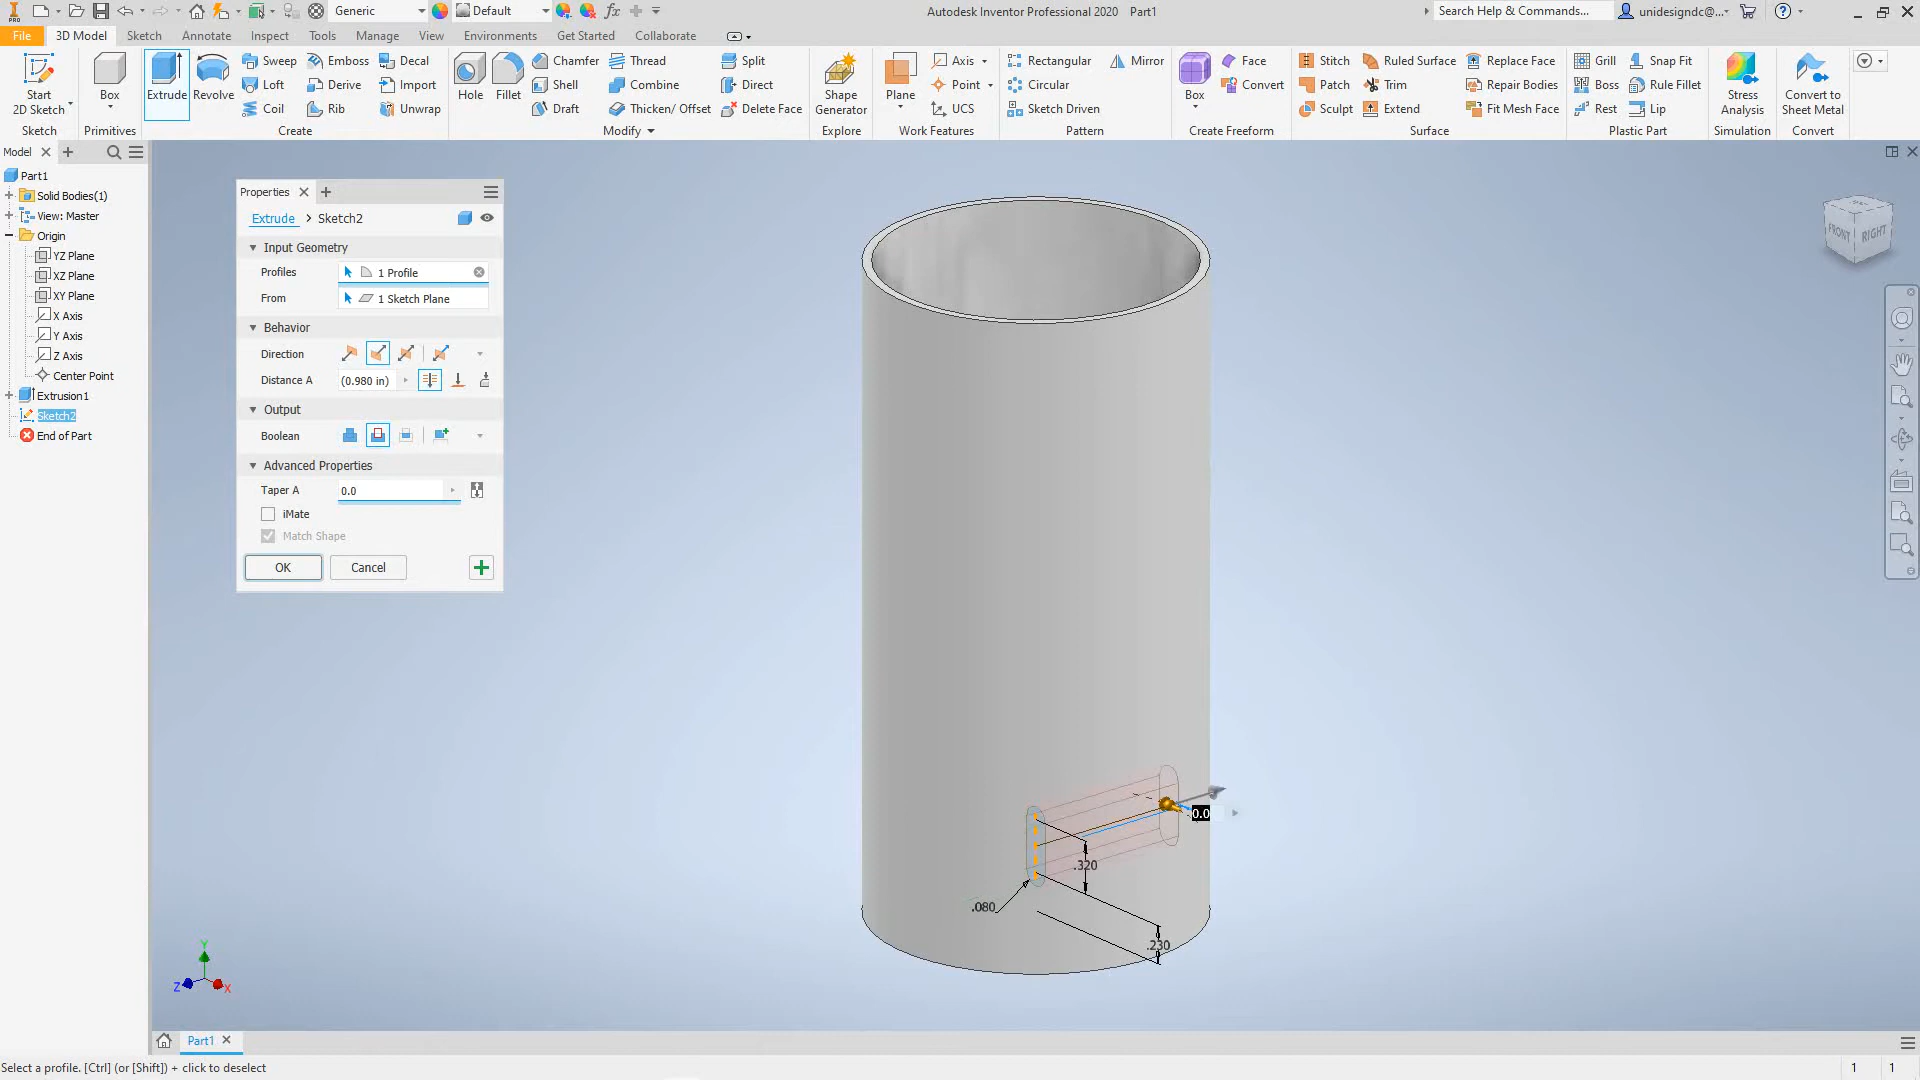 Generic
Default
Autodesk Inventor Professional 2020 Part1
Search Help & Commands...
unidesigndc@...
PRO
File 3D Model Sketch Annotate Inspect Tools Manage View Environments Get Started Collaborate
Start
2D Sketch
Sketch
Box
Primitives
Extrude
Revolve
Sweep
Loft
Coil
Emboss
Derive
Rib
Decal
Import
Unwrap
Create
Hole
Fillet
Chamfer
Shell
Draft
Thread
Combine
Thicken/ Offset
Split
Direct
Delete Face
Modify
Shape
Generator
Explore
Plane
Axis
Point
UCS
Work Features
Rectangular
Circular
Sketch Driven
Mirror
Pattern
Box
Face
Convert
Create Freeform
Stitch
Patch
Sculpt
Ruled Surface
Trim
Extend
Replace Face
Repair Bodies
Fit Mesh Face
Surface
Grill
Boss
Rest
Snap Fit
Rule Fillet
Lip
Plastic Part
Stress
Analysis
Simulation
Convert to
Sheet Metal
Convert
Model
Part1
Solid Bodies(1)
View: Master
Origin
YZ Plane
XZ Plane
XY Plane
X Axis
Y Axis
Z Axis
Center Point
Extrusion1
Sketch2
End of Part
Properties
Extrude > Sketch2
Input Geometry
Profiles 1 Profile
From 1 Sketch Plane
Behavior
Direction
Distance A (0.980 in)
Output
Boolean
Advanced Properties
Taper A 0.0
iMate
Match Shape
OK Cancel
FRONT RIGHT
0.0
.320
.080
.230
Y
Z
X
Part1
Select a profile. [Ctrl] (or [Shift]) + click to deselect
1 1